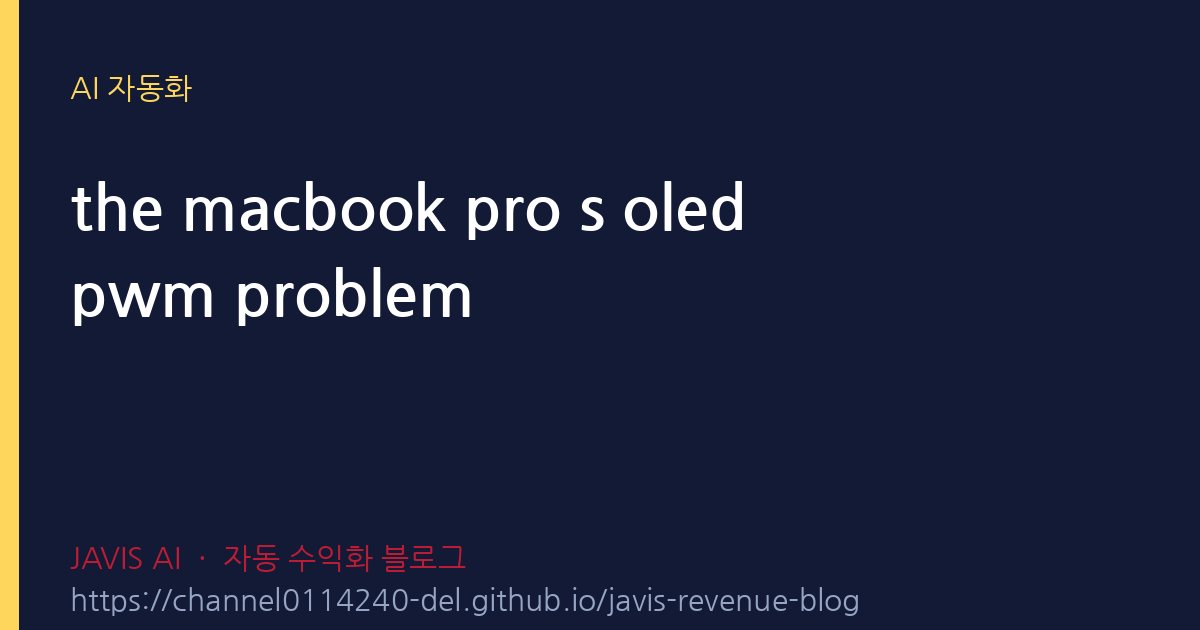 AI 자동화
the macbook pro s oled
pwm problem
JAVIS AI · 자동 수익화 블로그
https://channel0114240-del.github.io/javis-revenue-blog